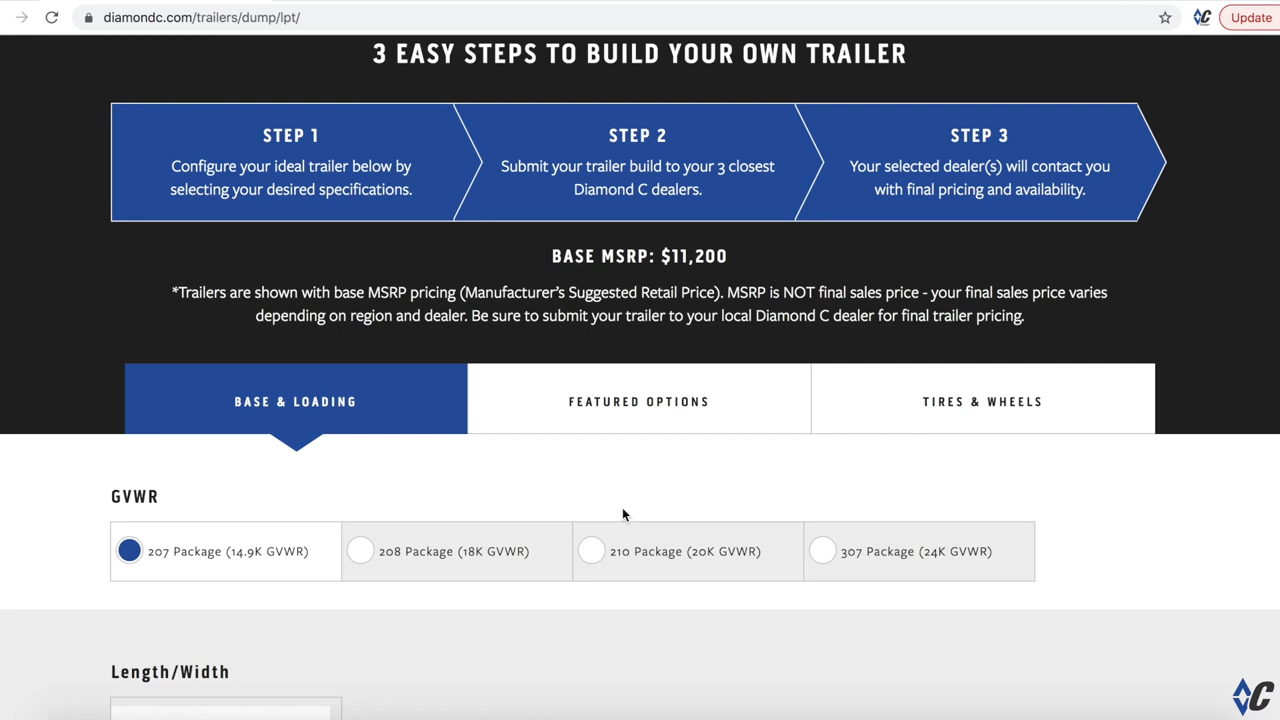 diamondc.com/trailers/dump/lpt/
Update
3 EASY STEPS TO BUILD YOUR OWN TRAILER
STEP 1
Configure your ideal trailer below by
selecting your desired specifications.
STEP 2
Submit your trailer build to your 3 closest
Diamond C dealers.
STEP 3
Your selected dealer(s) will contact you
with final pricing and availability.
BASE MSRP: $11,200
*Trailers are shown with base MSRP pricing (Manufacturer's Suggested Retail Price). MSRP is NOT final sales price - your final sales price varies
depending on region and dealer. Be sure to submit your trailer to your local Diamond C dealer for final trailer pricing.
BASE & LOADING
FEATURED OPTIONS
TIRES & WHEELS
GVWR
207 Package (14.9K GVWR)
208 Package (18K GVWR)
210 Package (20K GVWR)
307 Package (24K GVWR)
Length/Width
C